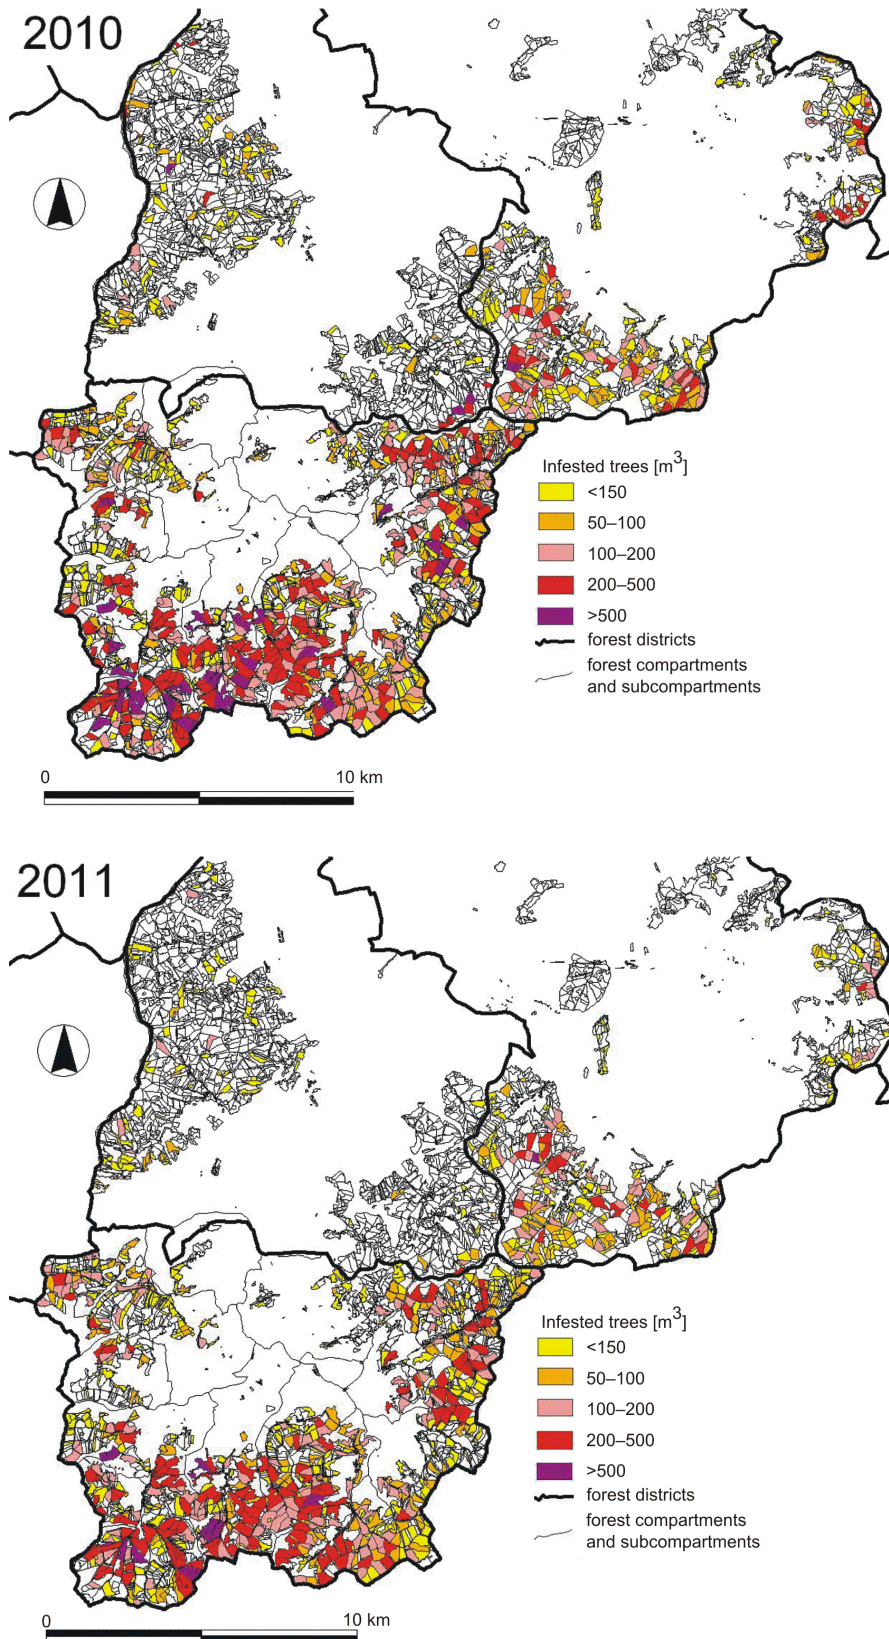 2010
Infested trees [m³]
<150
50–100
100–200
200–500
>500
forest districts
forest compartments
and subcompartments
0 10 km
2011
Infested trees [m³]
<150
50–100
100–200
200–500
>500
forest districts
forest compartments
and subcompartments
0 10 km